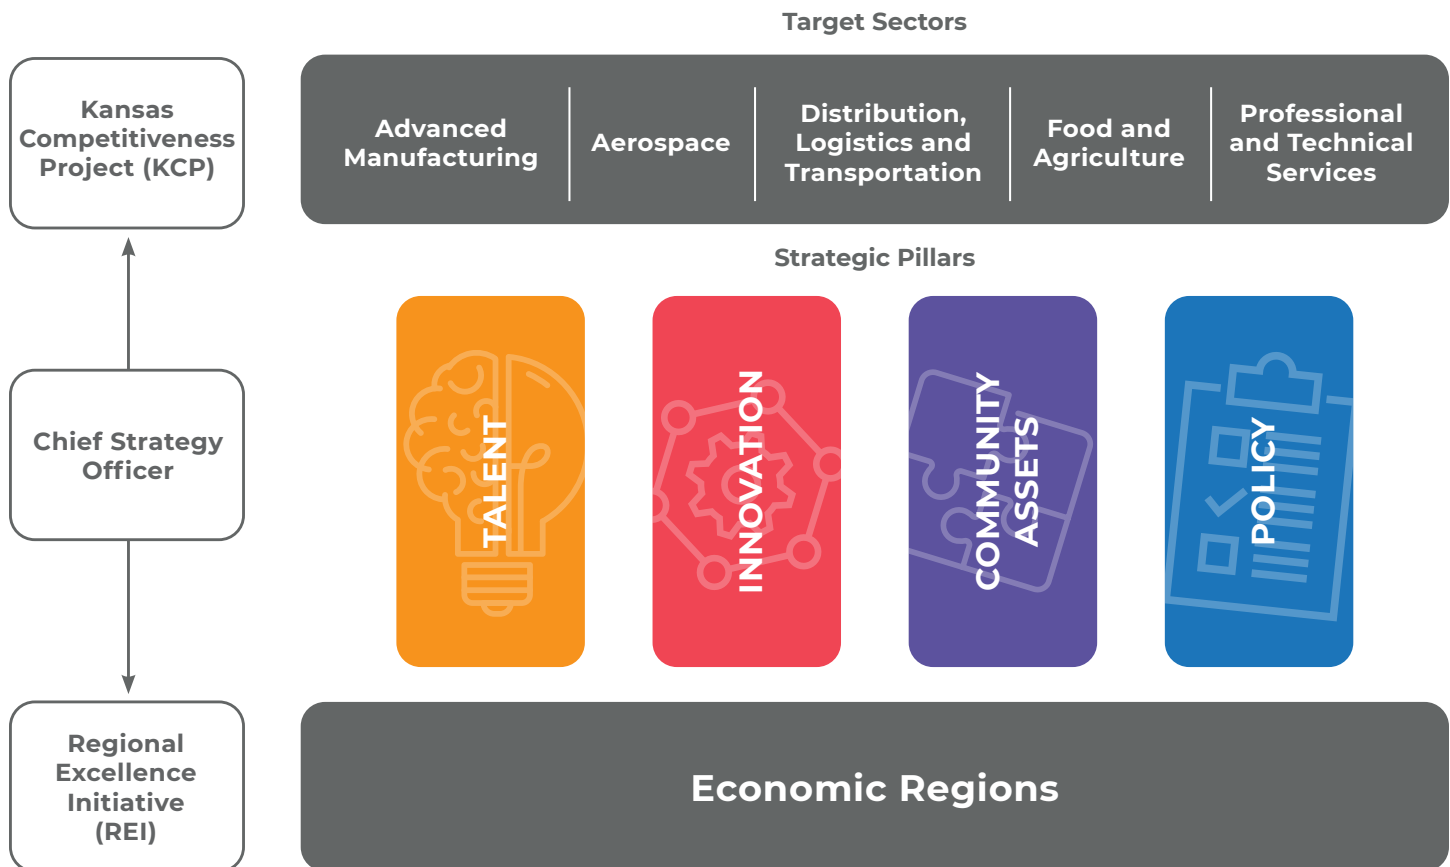 Target Sectors
Kansas
Competitiveness
Project (KCP)
Advanced
Manufacturing
Aerospace
Distribution,
Logistics and
Transportation
Food and
Agriculture
Professional
and Technical
Services
Strategic Pillars
Chief Strategy
Officer
TALENT
INNOVATION
COMMUNITY
ASSETS
POLICY
Regional
Excellence
Initiative
(REI)
Economic Regions